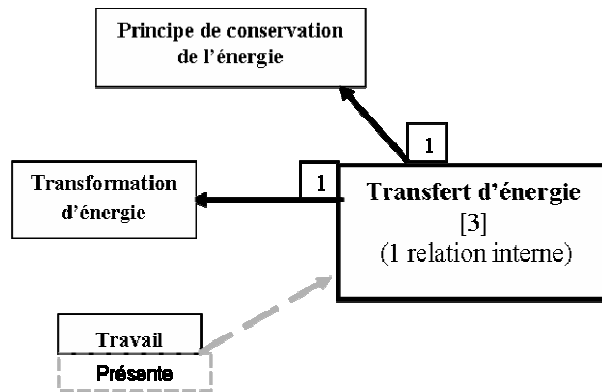 Principe de conservation
de l'énergie
1
1
Transformation
d'énergie
Transfert d'énergie
[3]
(1 relation interne)
Travail
Présente